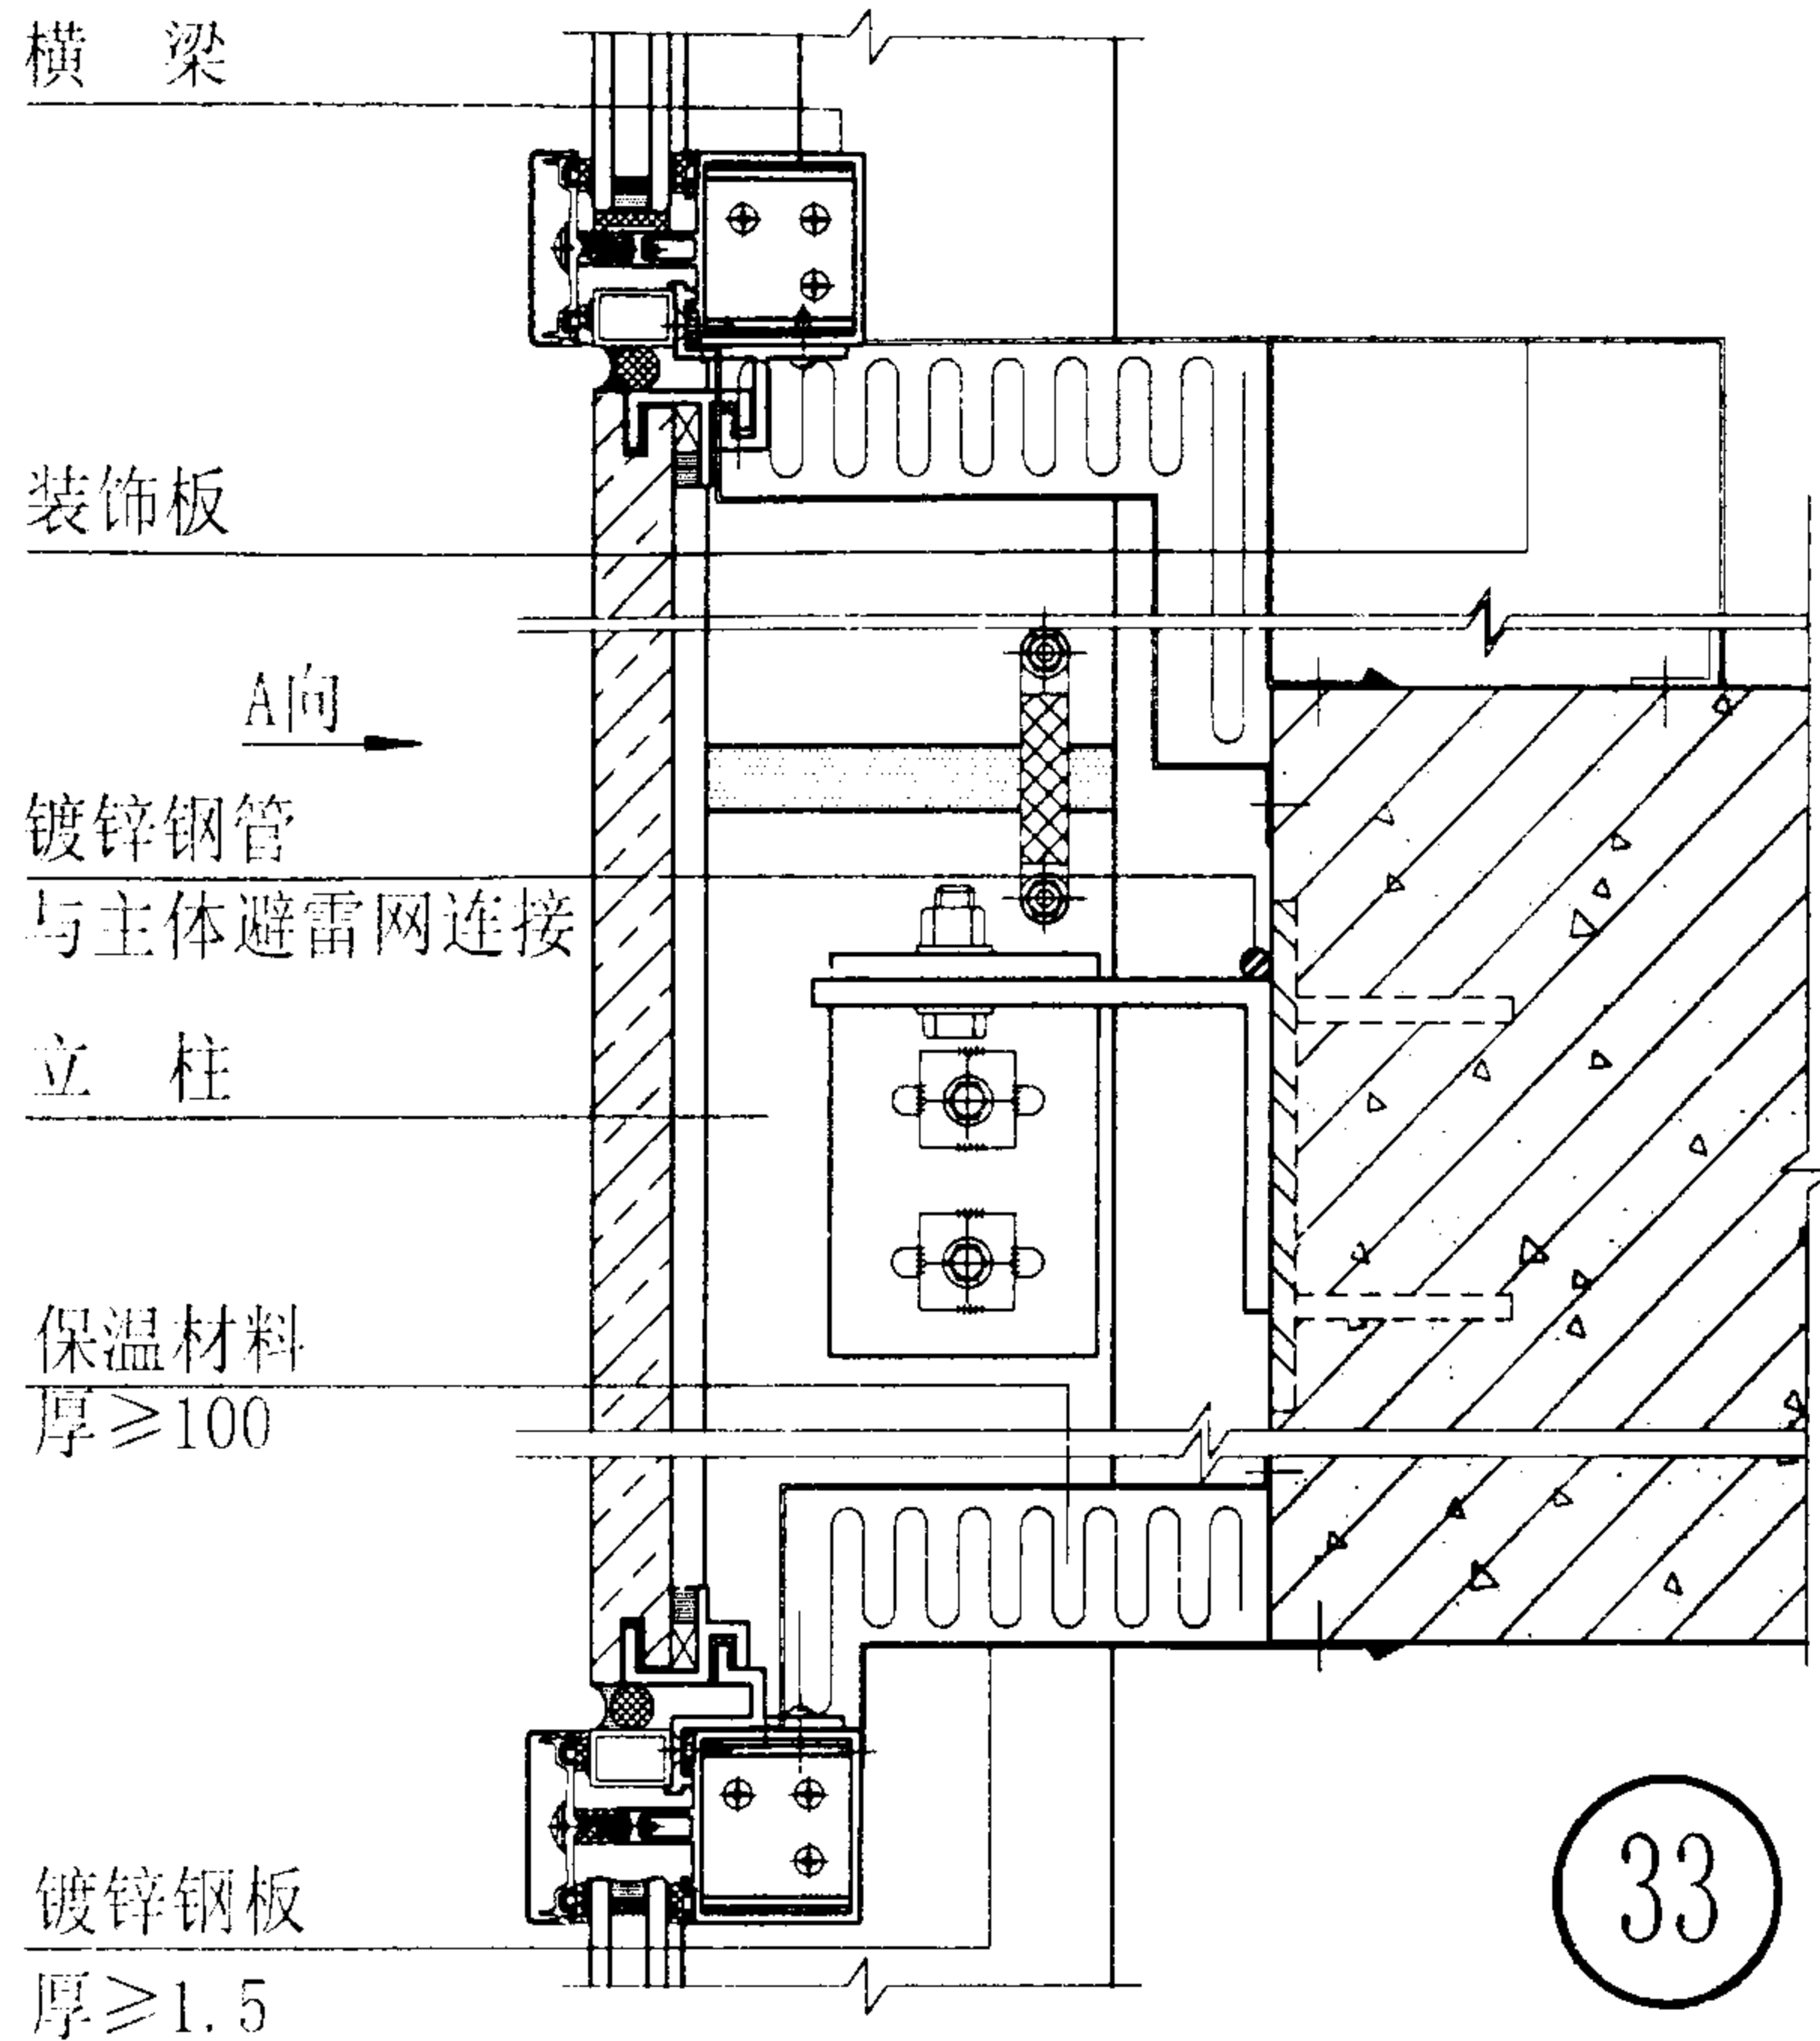 横 梁
装饰板
A向
镀锌钢管
与主体避雷网连接
立 柱
保温材料
厚≥100
镀锌钢板
厚≥1.5
33